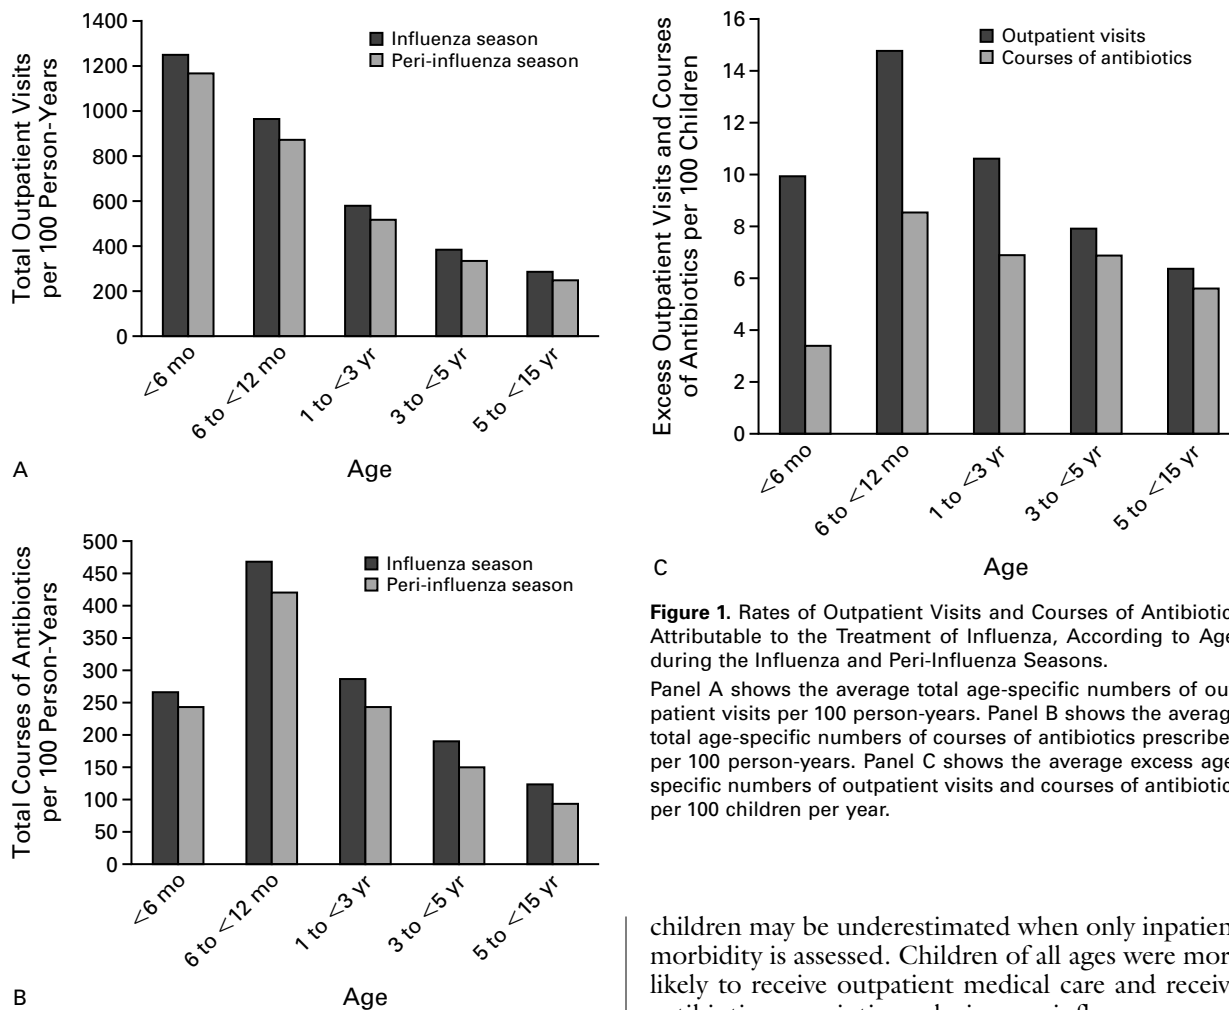 Total Outpatient Visits
per 100 Person-Years
1400
1200
1000
800
600
400
200
0
Influenza season
Peri-influenza season
<6 mo
6 to <12 mo
1 to <3 yr
3 to <5 yr
5 to <15 yr
A
Age
Total Courses of Antibiotics
per 100 Person-Years
500
450
400
350
300
250
200
150
100
50
0
Influenza season
Peri-influenza season
<6 mo
6 to <12 mo
1 to <3 yr
3 to <5 yr
5 to <15 yr
B
Age
Excess Outpatient Visits and Courses
of Antibiotics per 100 Children
16
14
12
10
8
6
4
2
0
Outpatient visits
Courses of antibiotics
<6 mo
6 to <12 mo
1 to <3 yr
3 to <5 yr
5 to <15 yr
C
Age
Figure 1. Rates of Outpatient Visits and Courses of Antibiotic
Attributable to the Treatment of Influenza, According to Age
during the Influenza and Peri-Influenza Seasons.
Panel A shows the average total age-specific numbers of ou
patient visits per 100 person-years. Panel B shows the averag
total age-specific numbers of courses of antibiotics prescribe
per 100 person-years. Panel C shows the average excess age
specific numbers of outpatient visits and courses of antibiotic
per 100 children per year.
children may be underestimated when only inpatien
morbidity is assessed. Children of all ages were mor
likely to receive outpatient medical care and receiv